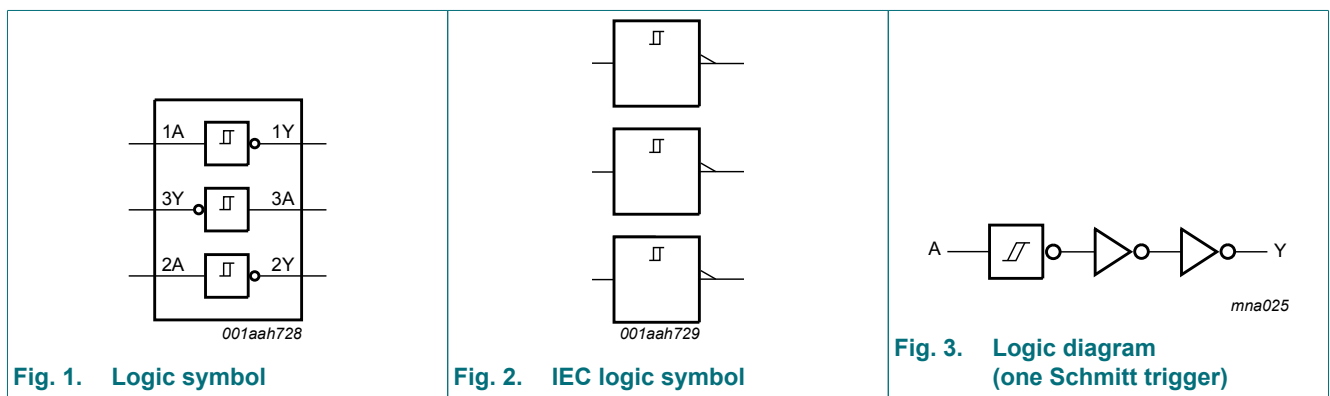 1A 1Y
3Y 3A
2A 2Y
001aah728
Fig. 1. Logic symbol
001aah729
Fig. 2. IEC logic symbol
A Y
mna025
Fig. 3. Logic diagram
(one Schmitt trigger)